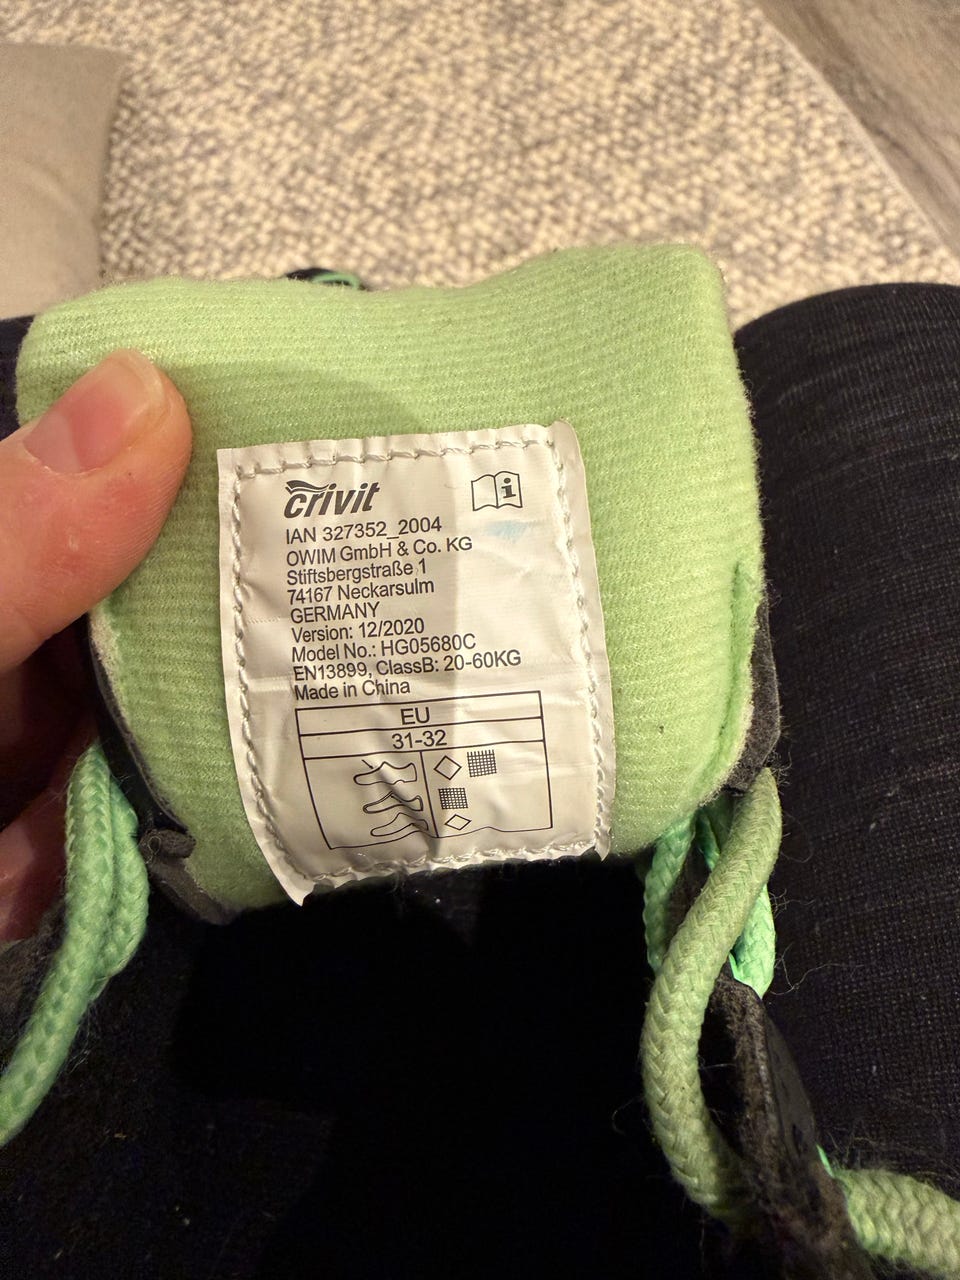 crivit
i
IAN 327352_2004
OWIM GmbH & Co. KG
Stiftsbergstraße 1
74167 Neckarsulm
GERMANY
Version: 12/2020
Model No.: HG05680C
EN13899, ClassB: 20-60KG
Made in China
EU
31-32